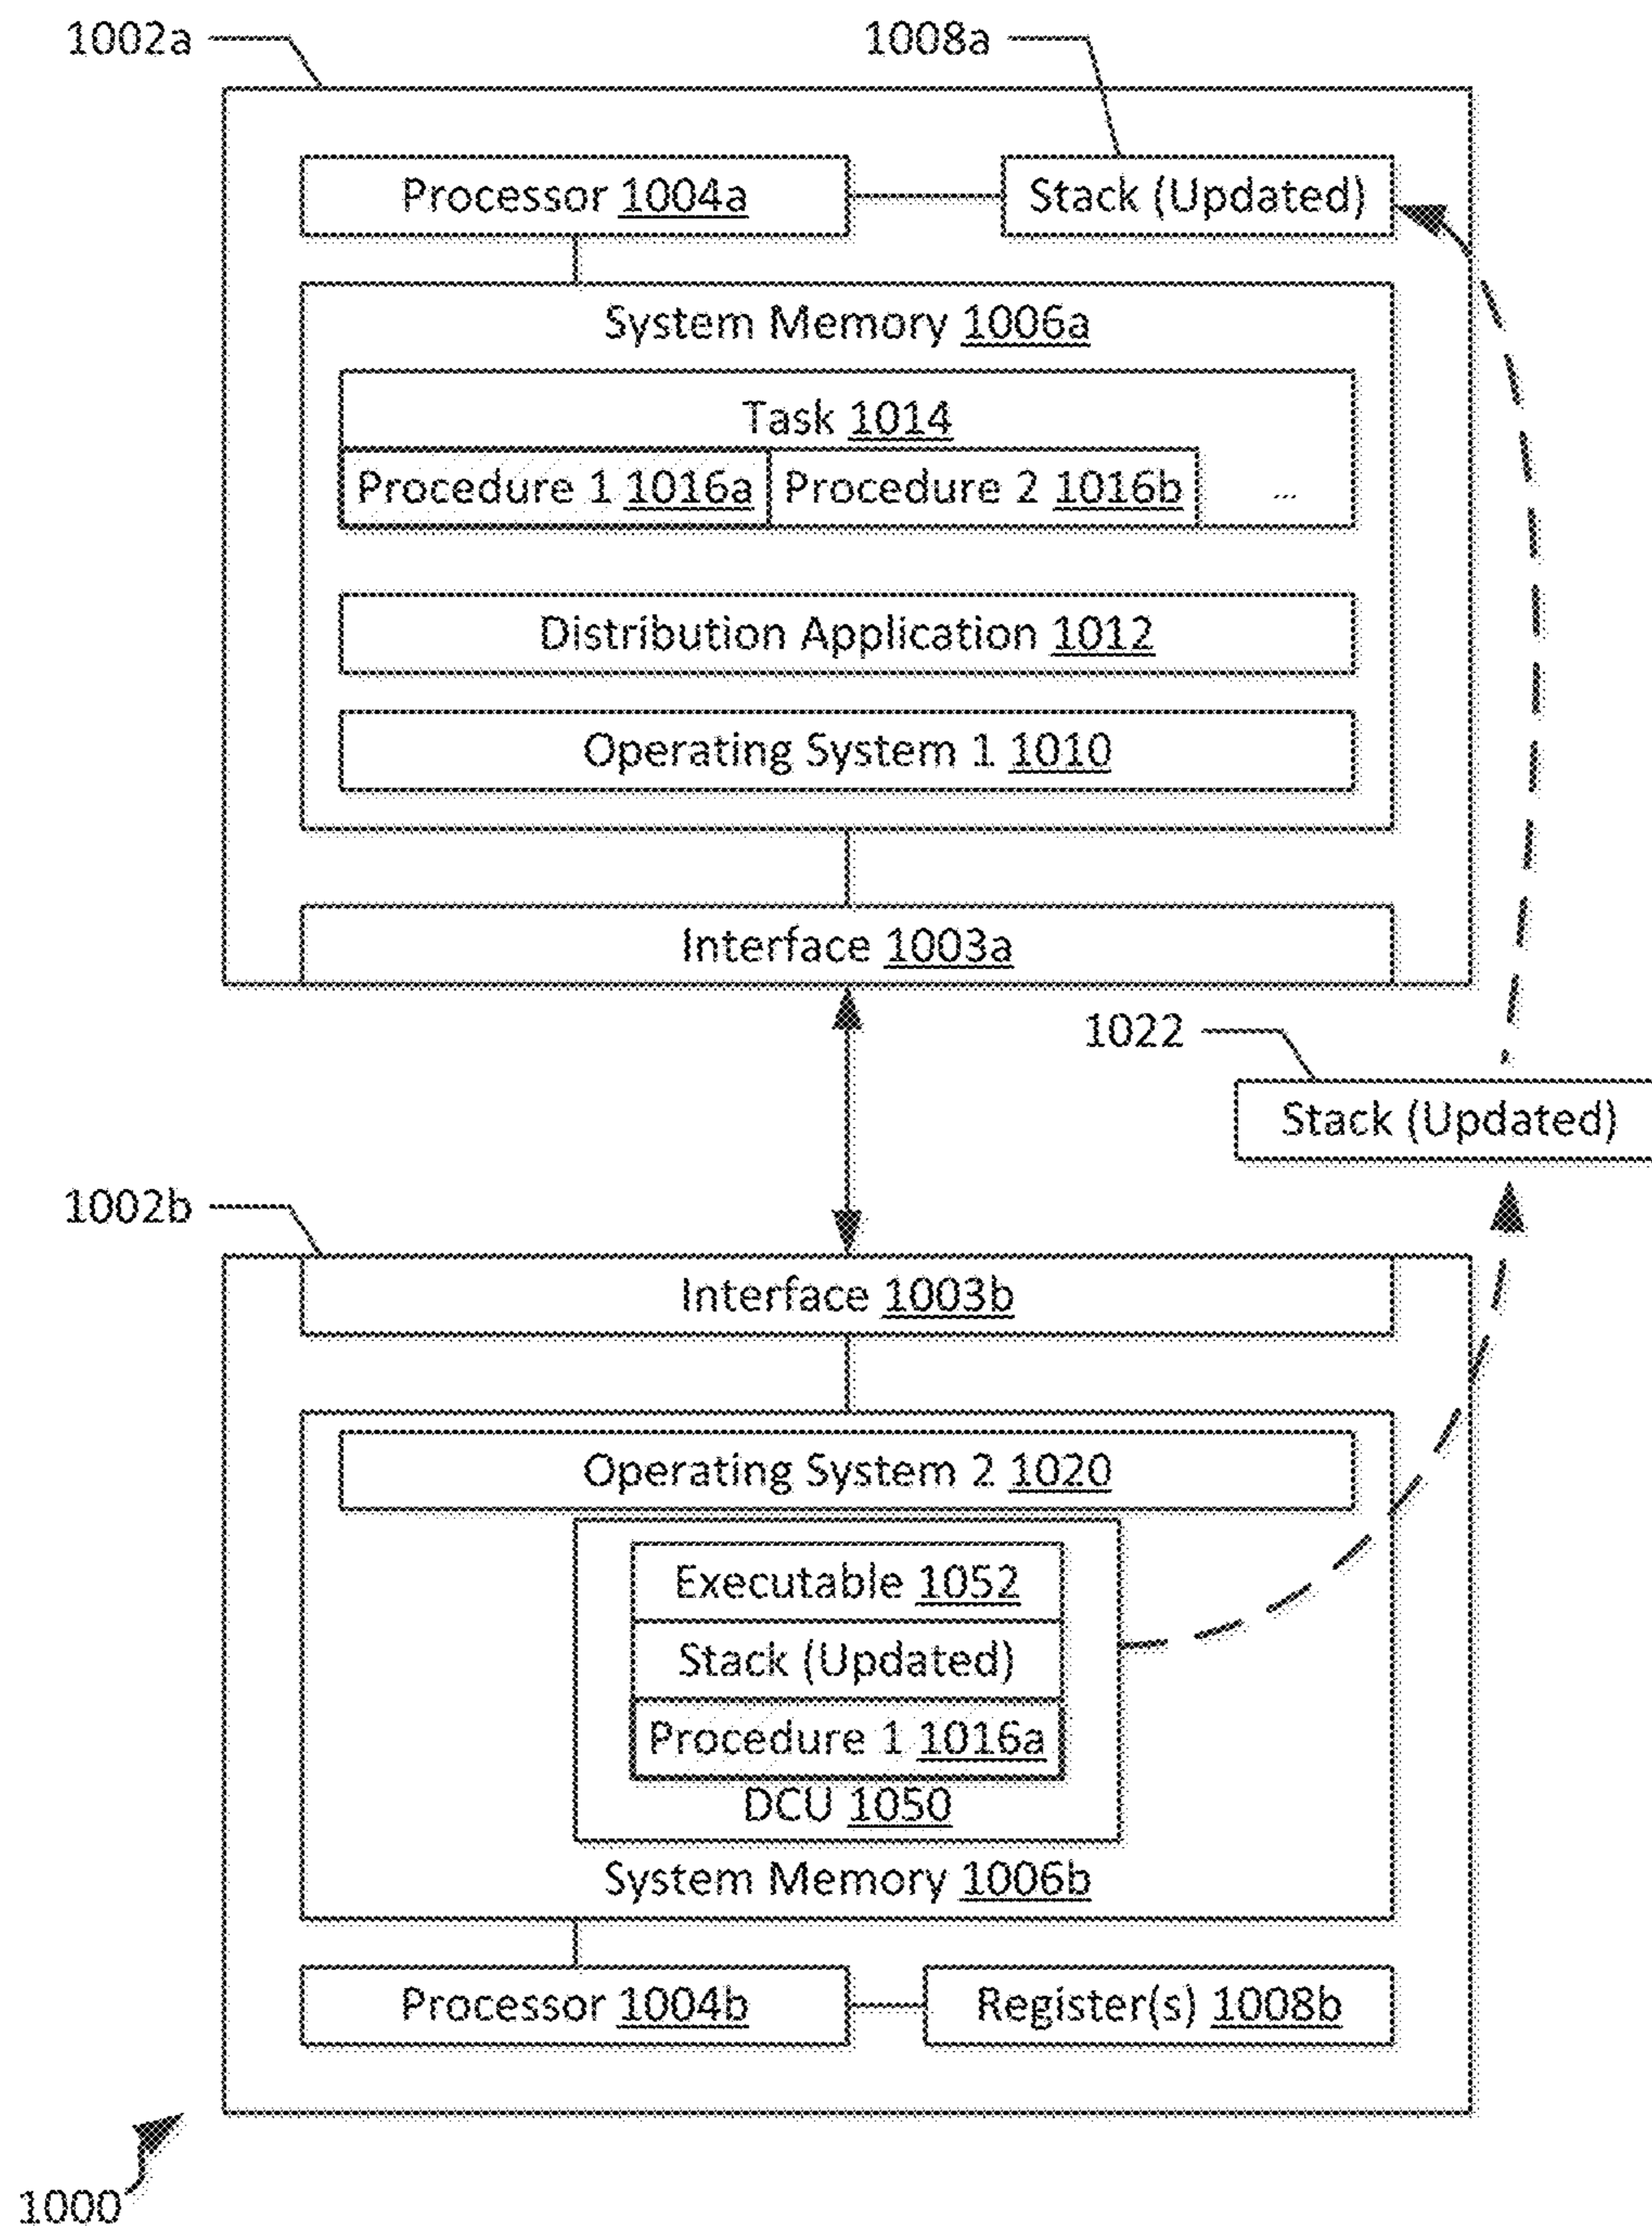 1002a
1008a
Processor 1004a
Stack (Updated)
System Memory 1006a
Task 1014
Procedure 1 1016a
Procedure 2 1016b
...
Distribution Application 1012
Operating System 1 1010
Interface 1003a
1022
Stack (Updated)
1002b
Interface 1003b
Operating System 2 1020
Executable 1052
Stack (Updated)
Procedure 1 1016a
DCU 1050
System Memory 1006b
Processor 1004b
Register(s) 1008b
1000